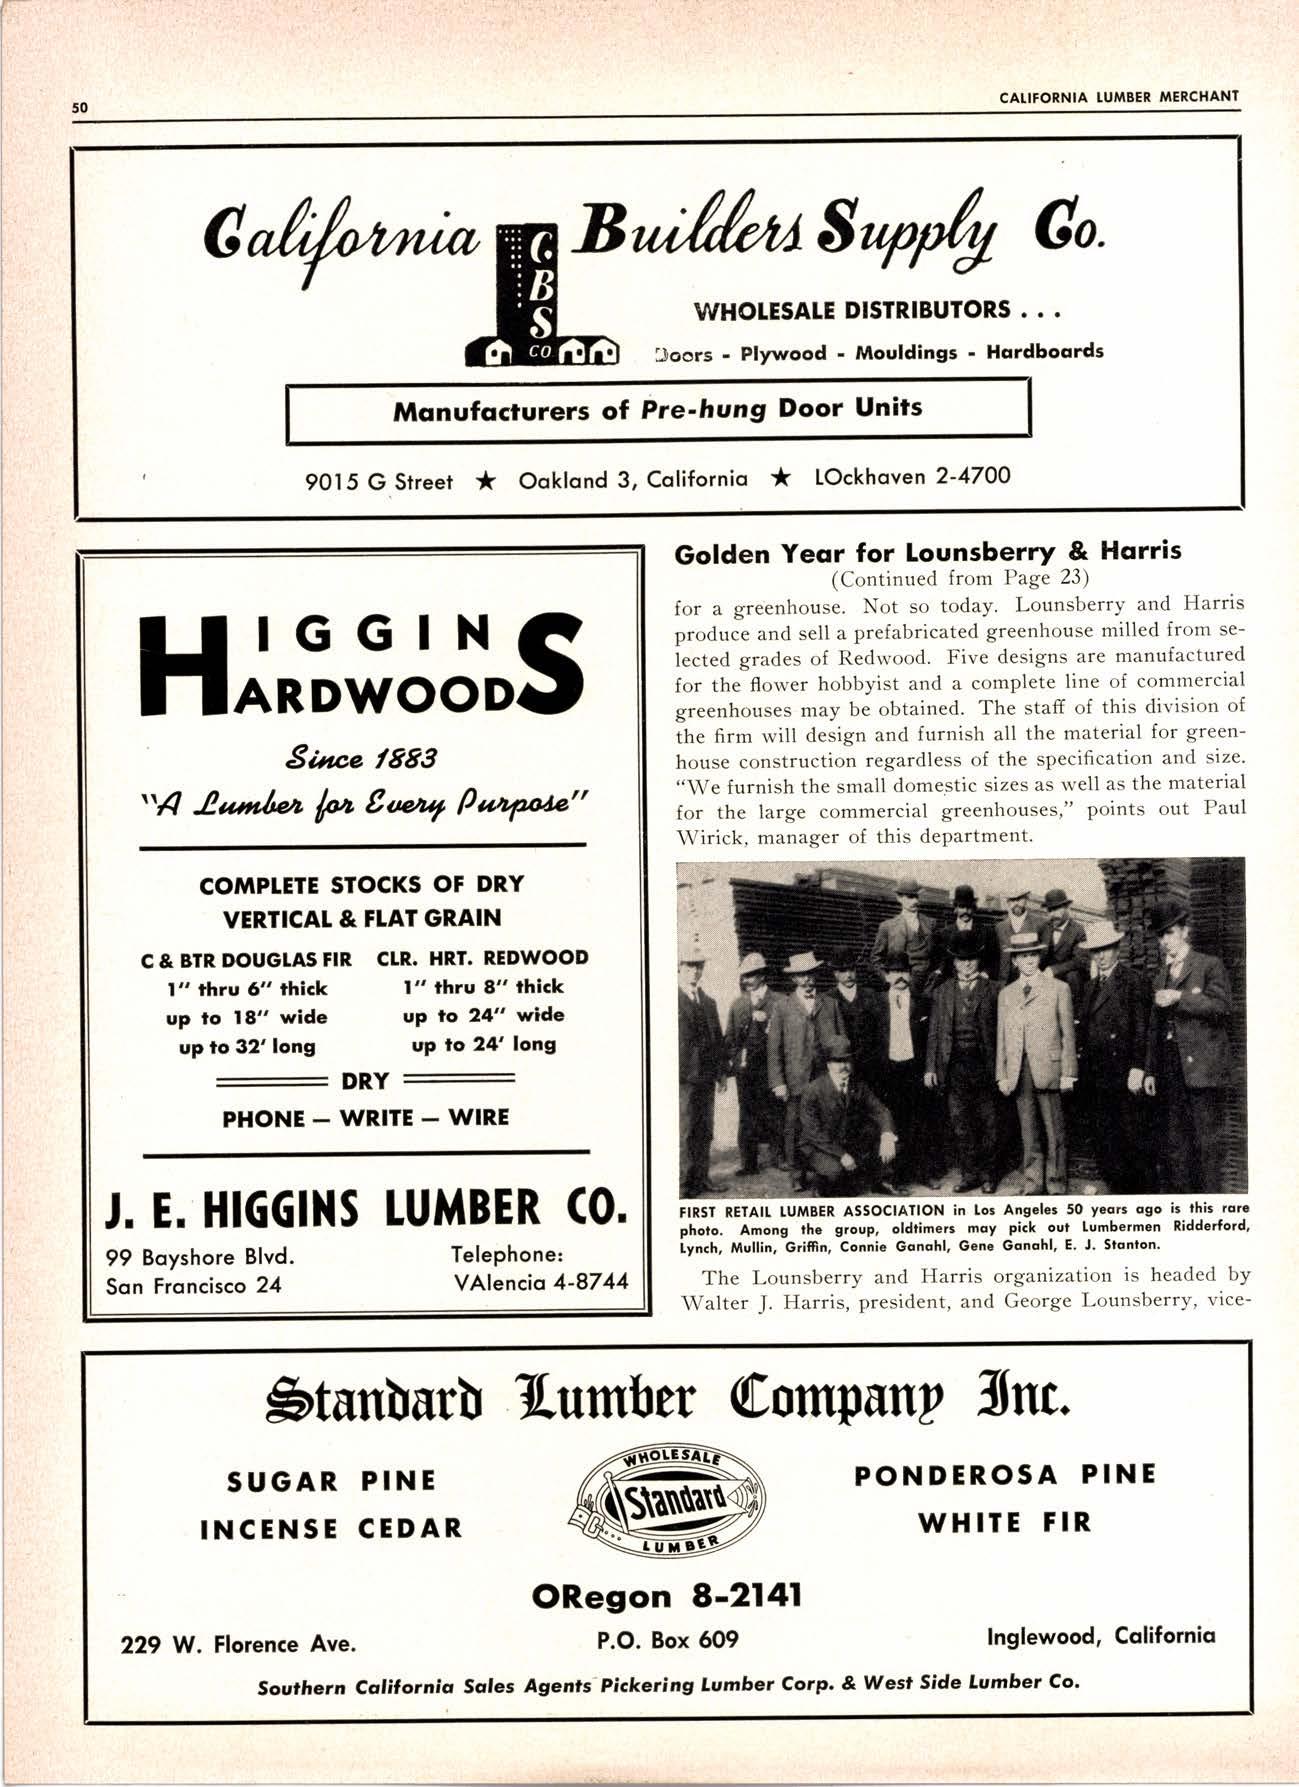 50
CALIFORNIA LUMBER MERCHANT
California Builders Supply Co.
C.
B
S
CO
WHOLESALE DISTRIBUTORS . . .
Doors - Plywood - Mouldings - Hardboards
Manufacturers of Pre-hung Door Units
9015 G Street ★ Oakland 3, California ★ LOckhaven 2-4700
HIGGINS
HARDWOODS
Since 1883
"A Lumber for Every Purpose"
COMPLETE STOCKS OF DRY
VERTICAL & FLAT GRAIN
C & BTR DOUGLAS FIR CLR. HRT. REDWOOD
1" thru 6" thick 1" thru 8" thick
up to 18" wide up to 24" wide
up to 32' long up to 24' long
DRY
PHONE — WRITE — WIRE
J. E. HIGGINS LUMBER CO.
99 Bayshore Blvd. Telephone:
San Francisco 24 VAlencia 4-8744
Golden Year for Lounsberry & Harris
(Continued from Page 23)
for a greenhouse. Not so today. Lounsberry and Harris
produce and sell a prefabricated greenhouse milled from se-
lected grades of Redwood. Five designs are manufactured
for the flower hobbyist and a complete line of commercial
greenhouses may be obtained. The staff of this division of
the firm will design and furnish all the material for green-
house construction regardless of the specification and size.
“We furnish the small domestic sizes as well as the material
for the large commercial greenhouses,” points out Paul
Wirick, manager of this department.
FIRST RETAIL LUMBER ASSOCIATION in Los Angeles 50 years ago is this rare
photo. Among the group, oldtimers may pick out Lumbermen Ridderford,
Lynch, Mullin, Griffin, Connie Ganahl, Gene Ganahl, E. J. Stanton.
The Lounsberry and Harris organization is headed by
Walter J. Harris, president, and George Lounsberry, vice-
Standard Lumber Company Inc.
SUGAR PINE
INCENSE CEDAR
WHOLESALE
Standard
LUMBER
PONDEROSA PINE
WHITE FIR
ORegon 8-2141
229 W. Florence Ave. P.O. Box 609 Inglewood, California
Southern California Sales Agents Pickering Lumber Corp. & West Side Lumber Co.